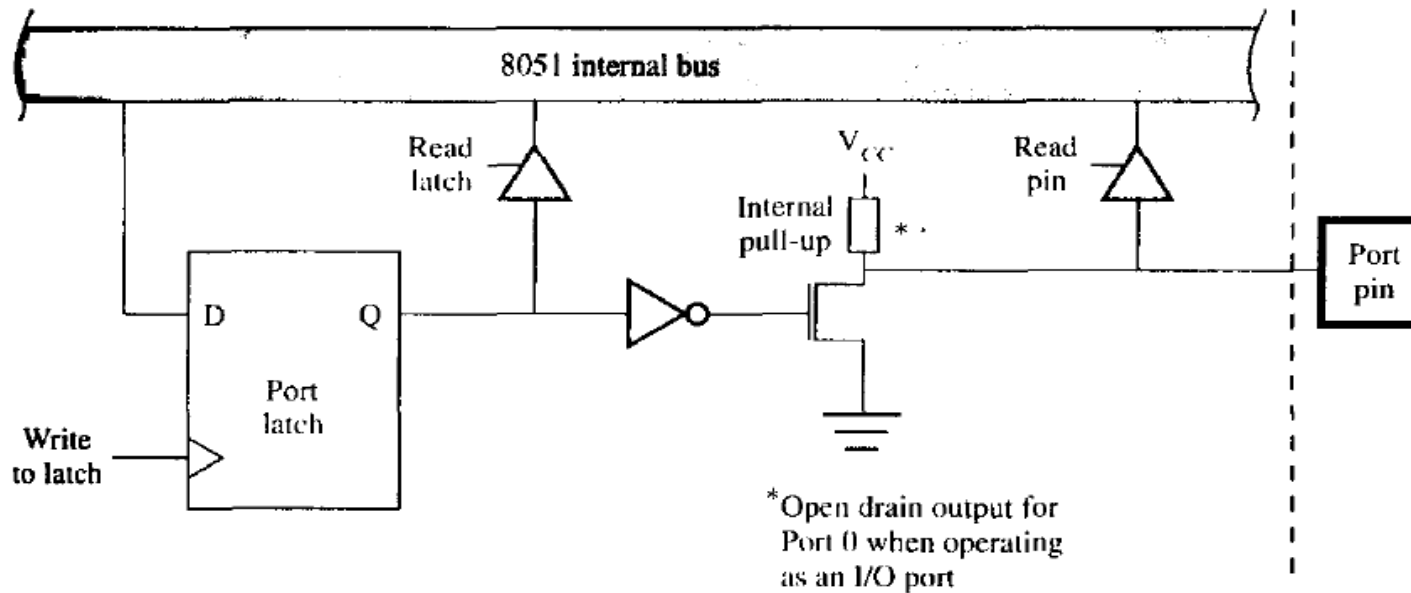 8051 internal bus
Read
latch
V_CC
Read
pin
Internal
pull-up
**
Port
pin
D
Q
Port
latch
Write
to latch
*Open drain output for
Port 0 when operating
as an I/O port